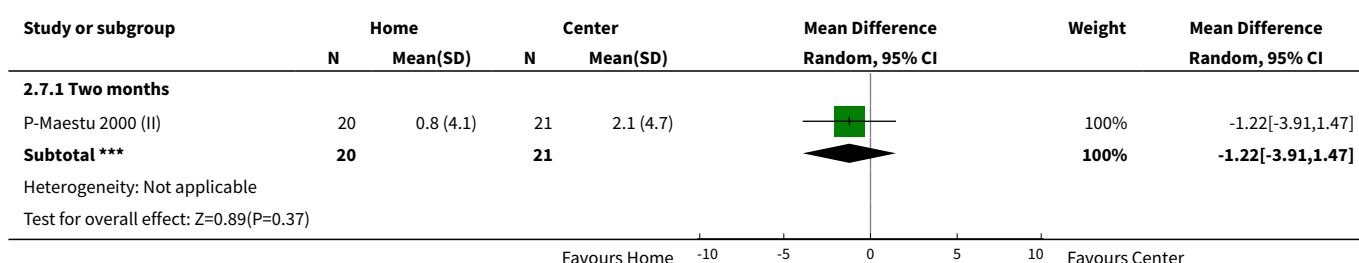 Study or subgroup Home Center Mean Difference Weight Mean Difference
N Mean(SD) N Mean(SD) Random, 95% CI Random, 95% CI
2.7.1 Two months
P-Maestu 2000 (II) 20 0.8 (4.1) 21 2.1 (4.7) 100% -1.22[-3.91,1.47]
Subtotal *** 20 21 100% -1.22[-3.91,1.47]
Heterogeneity: Not applicable
Test for overall effect: Z=0.89(P=0.37)
Favours Home -10 -5 0 5 10 Favours Center